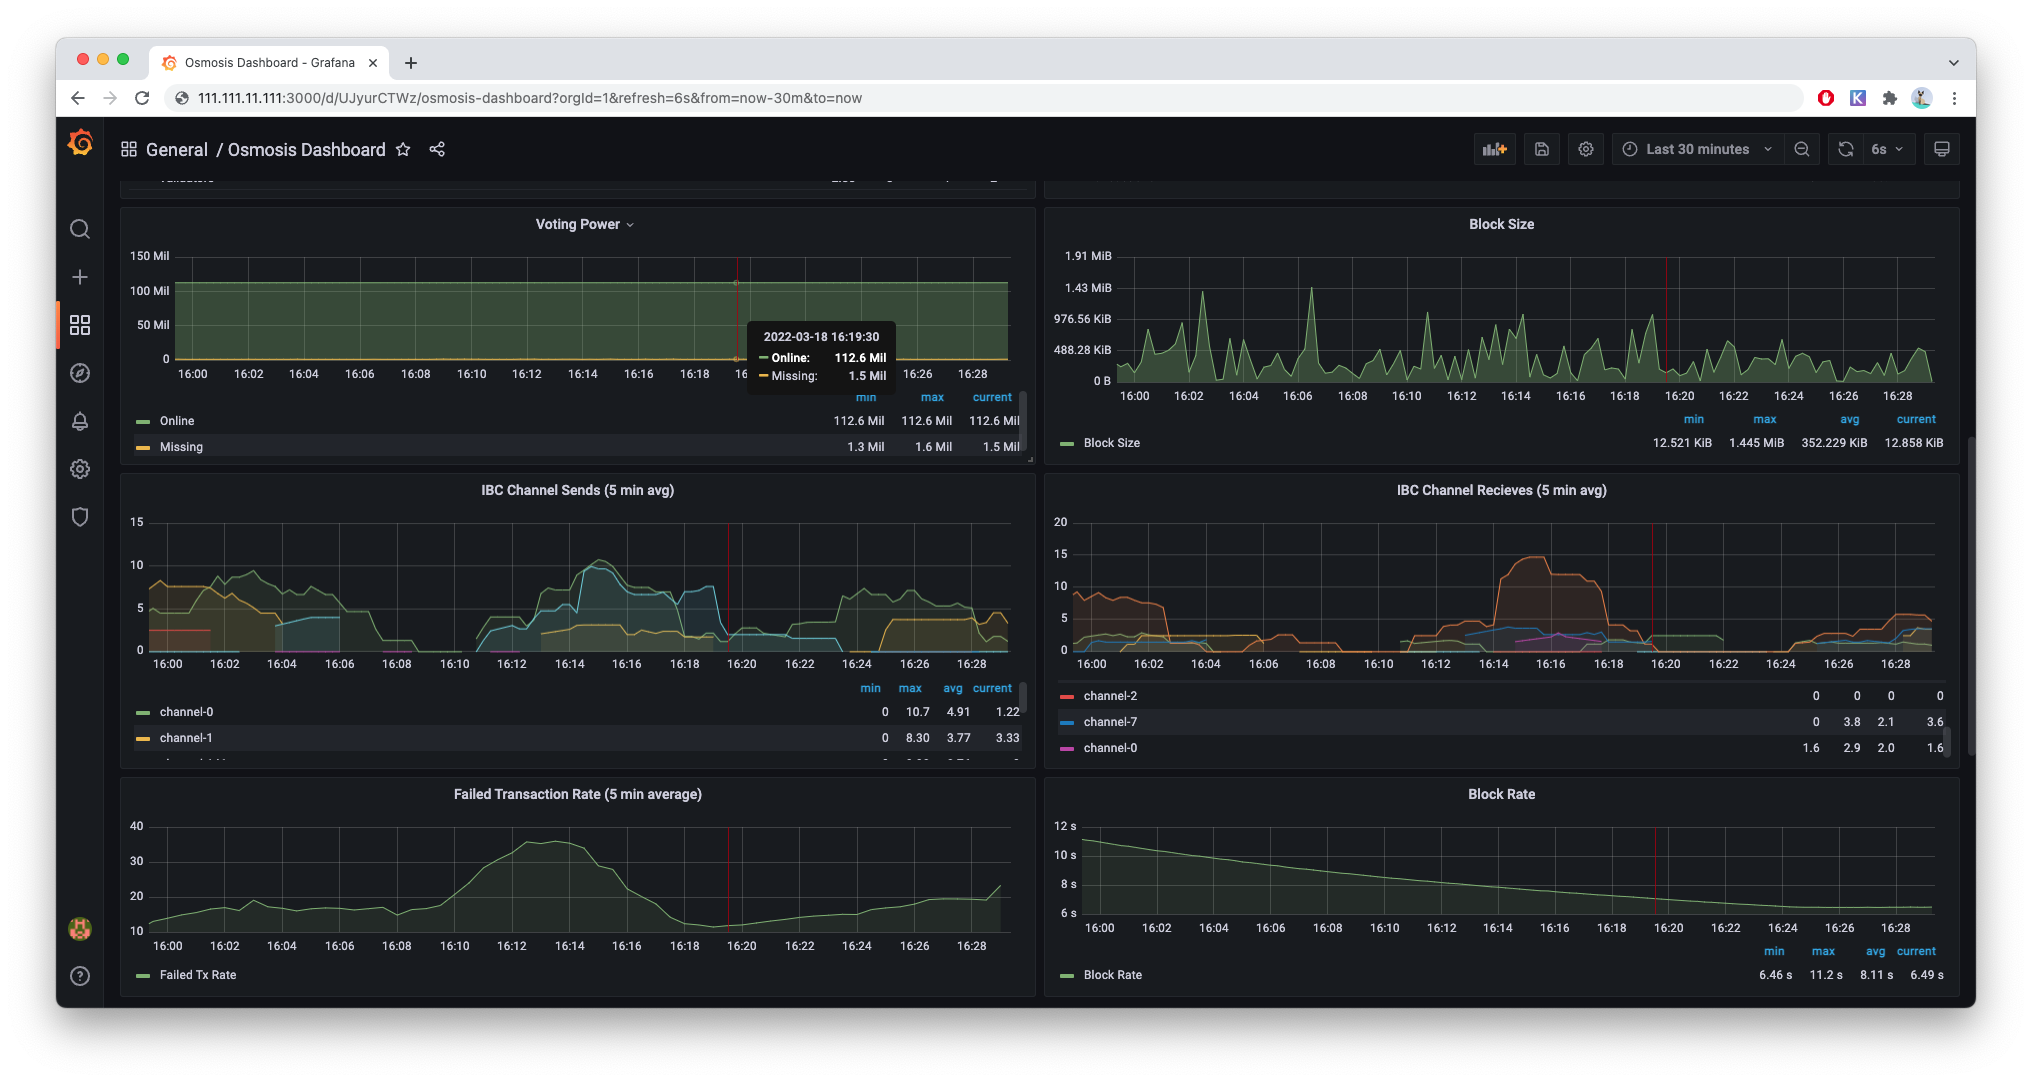 Osmosis Dashboard - Grafana
111.111.11.111:3000/d/UJyurCTWz/osmosis-dashboard?orgId=1&refresh=6s&from=now-30m&to=now
K
General / Osmosis Dashboard
Last 30 minutes
6s
Voting Power
150 Mil
100 Mil
50 Mil
0
16:00 16:02 16:04 16:06 16:08 16:10 16:12 16:14 16:16 16:18 16 16:26 16:28
2022-03-18 16:19:30
Online: 112.6 Mil
Missing: 1.5 Mil
min max current
Online 112.6 Mil 112.6 Mil 112.6 Mil
Missing 1.3 Mil 1.6 Mil 1.5 Mil
Block Size
1.91 MiB
1.43 MiB
976.56 KiB
488.28 KiB
0 B
16:00 16:02 16:04 16:06 16:08 16:10 16:12 16:14 16:16 16:18 16:20 16:22 16:24 16:26 16:28
min max avg current
Block Size 12.521 KiB 1.445 MiB 352.229 KiB 12.858 KiB
IBC Channel Sends (5 min avg)
15
10
5
0
16:00 16:02 16:04 16:06 16:08 16:10 16:12 16:14 16:16 16:18 16:20 16:22 16:24 16:26 16:28
min max avg current
channel-0 0 10.7 4.91 1.22
channel-1 0 8.30 3.77 3.33
IBC Channel Recieves (5 min avg)
20
15
10
5
0
16:00 16:02 16:04 16:06 16:08 16:10 16:12 16:14 16:16 16:18 16:20 16:22 16:24 16:26 16:28
channel-2 0 0 0 0
channel-7 0 3.8 2.1 3.6
channel-0 1.6 2.9 2.0 1.6
Failed Transaction Rate (5 min average)
40
30
20
10
16:00 16:02 16:04 16:06 16:08 16:10 16:12 16:14 16:16 16:18 16:20 16:22 16:24 16:26 16:28
Failed Tx Rate
Block Rate
12 s
10 s
8 s
6 s
16:00 16:02 16:04 16:06 16:08 16:10 16:12 16:14 16:16 16:18 16:20 16:22 16:24 16:26 16:28
min max avg current
Block Rate 6.46 s 11.2 s 8.11 s 6.49 s